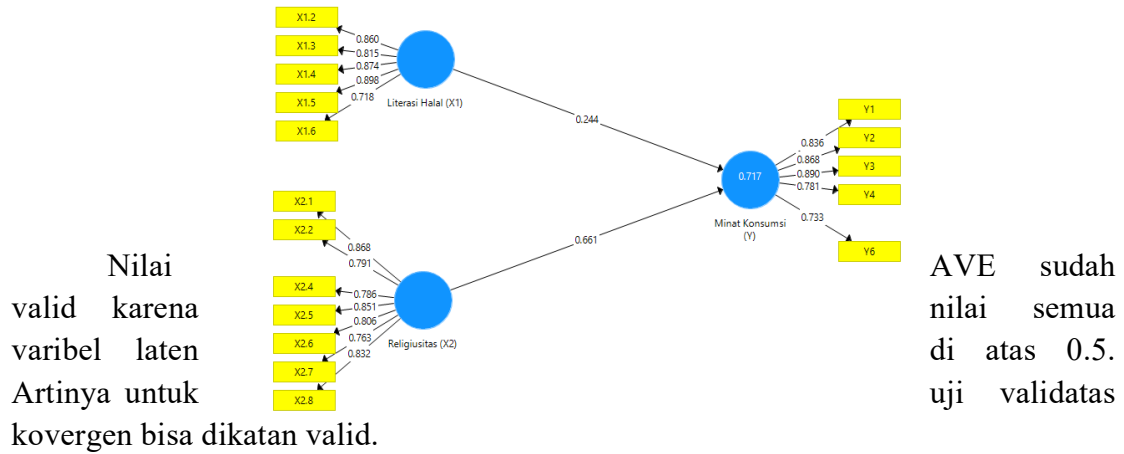 X1.2
X1.3
X1.4
X1.5
X1.6
0.860
0.815
0.874
0.898
0.718
Literasi Halal (X1)
0.244
X2.1
X2.2
X2.4
X2.5
X2.6
X2.7
X2.8
0.868
0.791
0.786
0.851
0.806
0.763
0.832
Religiusitas (X2)
0.661
0.717
Minat Konsumsi
(Y)
0.836
0.868
0.890
0.781
0.733
Y1
Y2
Y3
Y4
Y6
Nilai AVE sudah
valid karena nilai semua
varibel laten di atas 0.5.
Artinya untuk uji validatas
kovergen bisa dikatan valid.